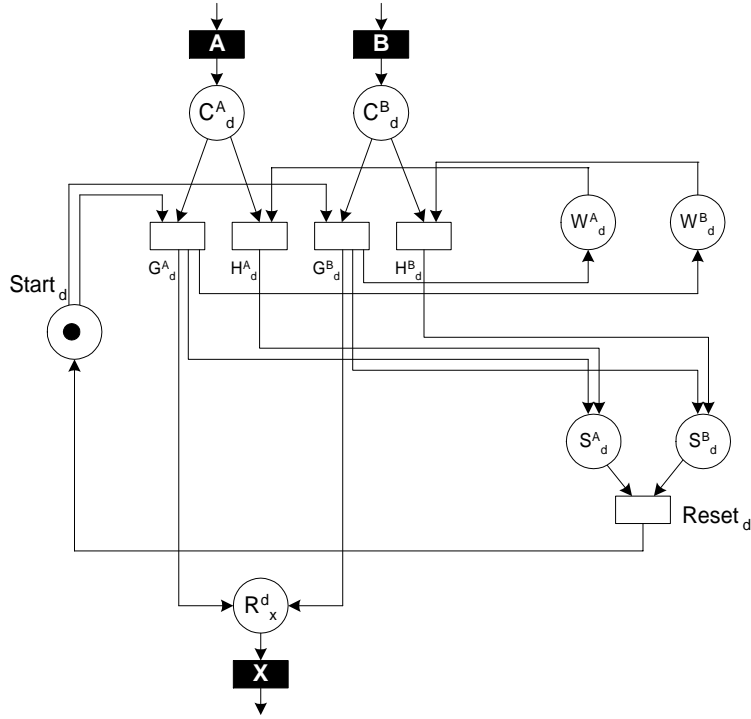 A B
C^A_d C^B_d
W^A_d W^B_d
G^A_d H^A_d G^B_d H^B_d
Start_d
S^A_d S^B_d
Reset_d
R^d_x
X